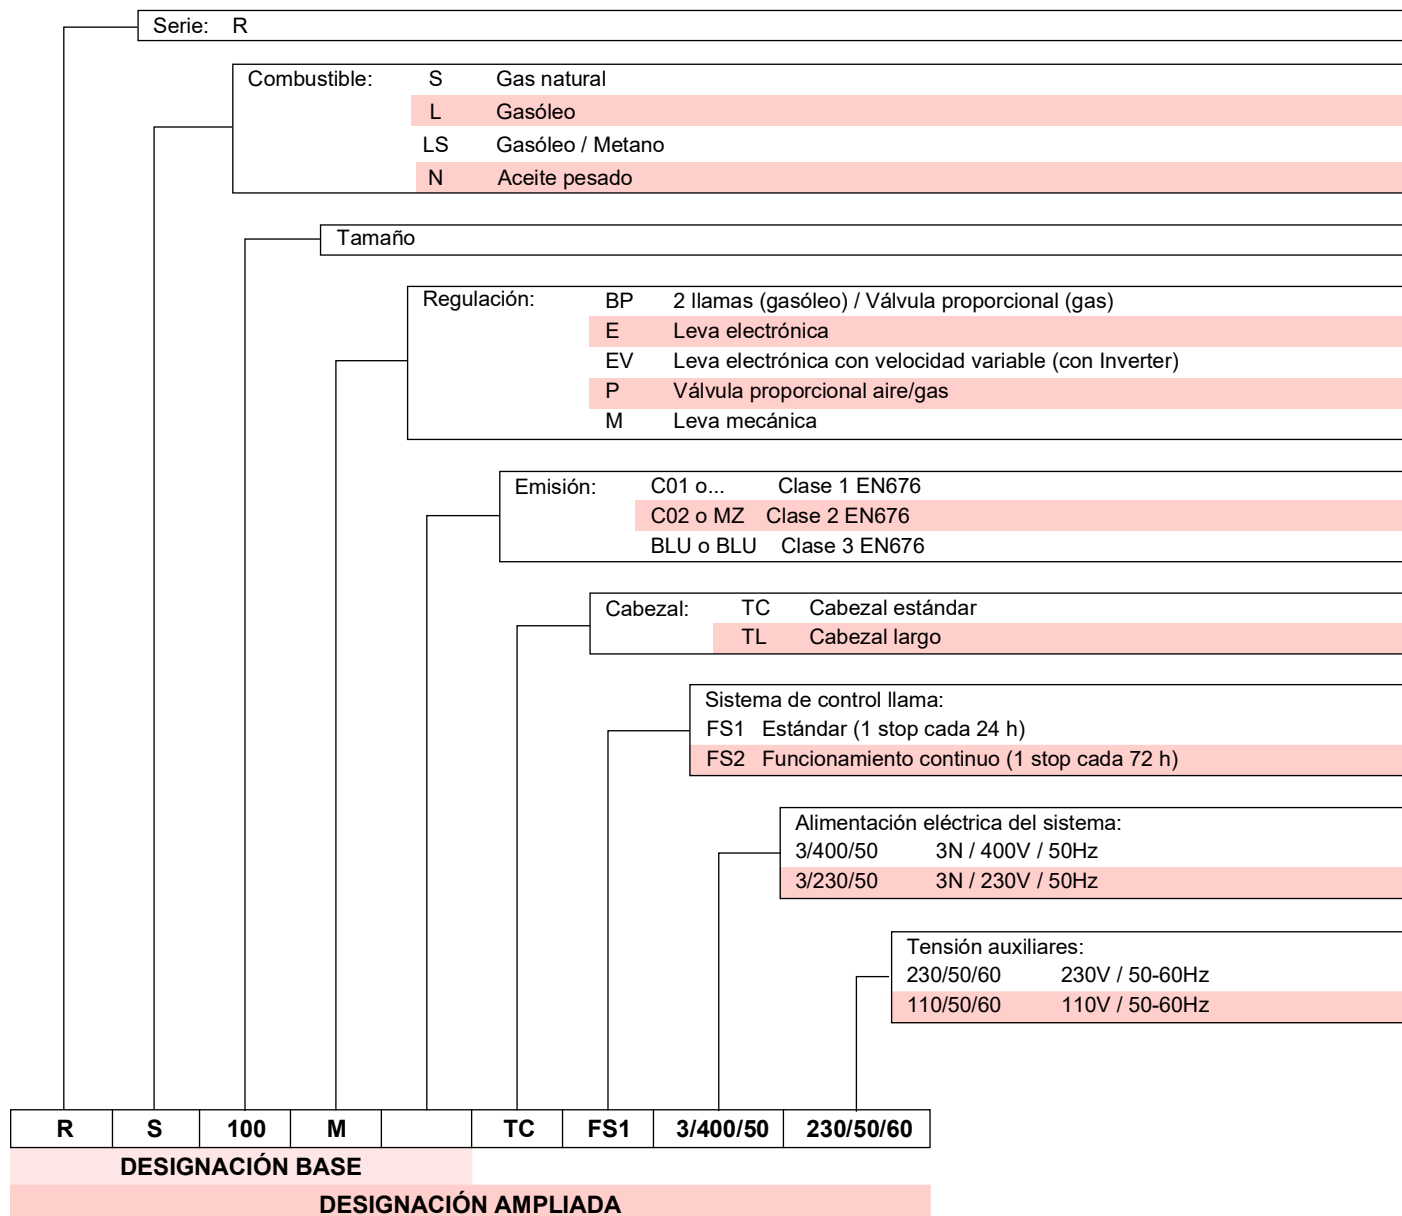 Serie: R
Combustible: S Gas natural
L Gasóleo
LS Gasóleo / Metano
N Aceite pesado
Tamaño
Regulación: BP 2 llamas (gasóleo) / Válvula proporcional (gas)
E Leva electrónica
EV Leva electrónica con velocidad variable (con Inverter)
P Válvula proporcional aire/gas
M Leva mecánica
Emisión: C01 o... Clase 1 EN676
C02 o MZ Clase 2 EN676
BLU o BLU Clase 3 EN676
Cabezal: TC Cabezal estándar
TL Cabezal largo
Sistema de control llama:
FS1 Estándar (1 stop cada 24 h)
FS2 Funcionamiento continuo (1 stop cada 72 h)
Alimentación eléctrica del sistema:
3/400/50 3N / 400V / 50Hz
3/230/50 3N / 230V / 50Hz
Tensión auxiliares:
230/50/60 230V / 50-60Hz
110/50/60 110V / 50-60Hz
R S 100 M TC FS1 3/400/50 230/50/60
DESIGNACIÓN BASE
DESIGNACIÓN AMPLIADA